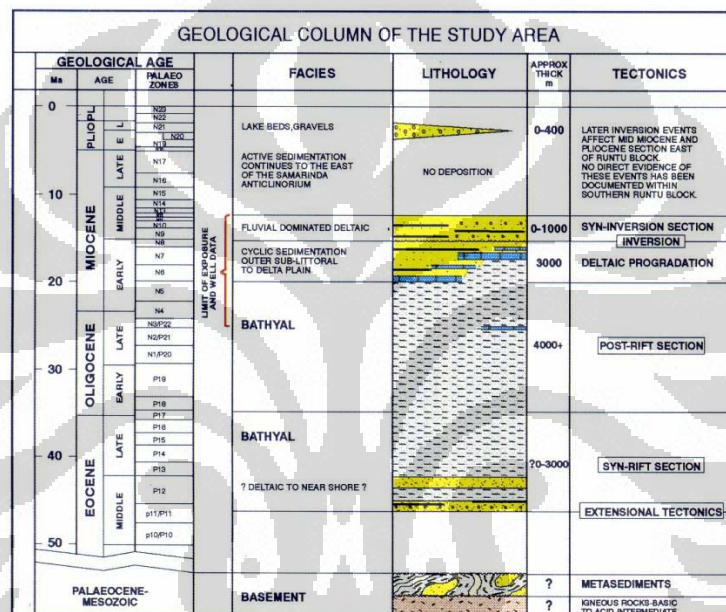 GEOLOGICAL COLUMN OF THE STUDY AREA
GEOLOGICAL AGE
Ma
AGE
PALAEO
ZONES
FACIES
LITHOLOGY
APPROX
THICK
m
TECTONICS
0
10
20
30
40
50
PLIOPL
L
E
MIOCENE
LATE
MIDDLE
EARLY
OLIGOCENE
LATE
EARLY
EOCENE
LATE
MIDDLE
N22
N21
N20
N19
N17
N16
N15
N14
N10
N9
N8
N7
N6
N5
N4
N3/P22
N2/P21
N1/P20
P19
P18
P17
P16
P15
P14
P13
P12
p11/P11
p10/P10
PALAEOCENE-
MESOZOIC
LIMIT OF EXPOSURE
AND WELL DATA
LAKE BEDS,GRAVELS
ACTIVE SEDIMENTATION
CONTINUES TO THE EAST
OF THE SAMARINDA
ANTICLINORIUM
FLUVIAL DOMINATED DELTAIC
CYCLIC SEDIMENTATION
OUTER SUB-LITTORAL
TO DELTA PLAIN
BATHYAL
BATHYAL
? DELTAIC TO NEAR SHORE ?
BASEMENT
NO DEPOSITION
0-400
0-1000
3000
4000+
?0-3000
?
?
LATER INVERSION EVENTS
AFFECT MID MIOCENE AND
PLIOCENE SECTION EAST
OF RUNTU BLOCK.
NO DIRECT EVIDENCE OF
THESE EVENTS HAS BEEN
DOCUMENTED WITHIN
SOUTHERN RUNTU BLOCK.
SYN-INVERSION SECTION
INVERSION
DELTAIC PROGRADATION
POST-RIFT SECTION
SYN-RIFT SECTION
EXTENSIONAL TECTONICS
METASEDIMENTS
IGNEOUS ROCKS-BASIC
TO ACID INTERMEDIATE